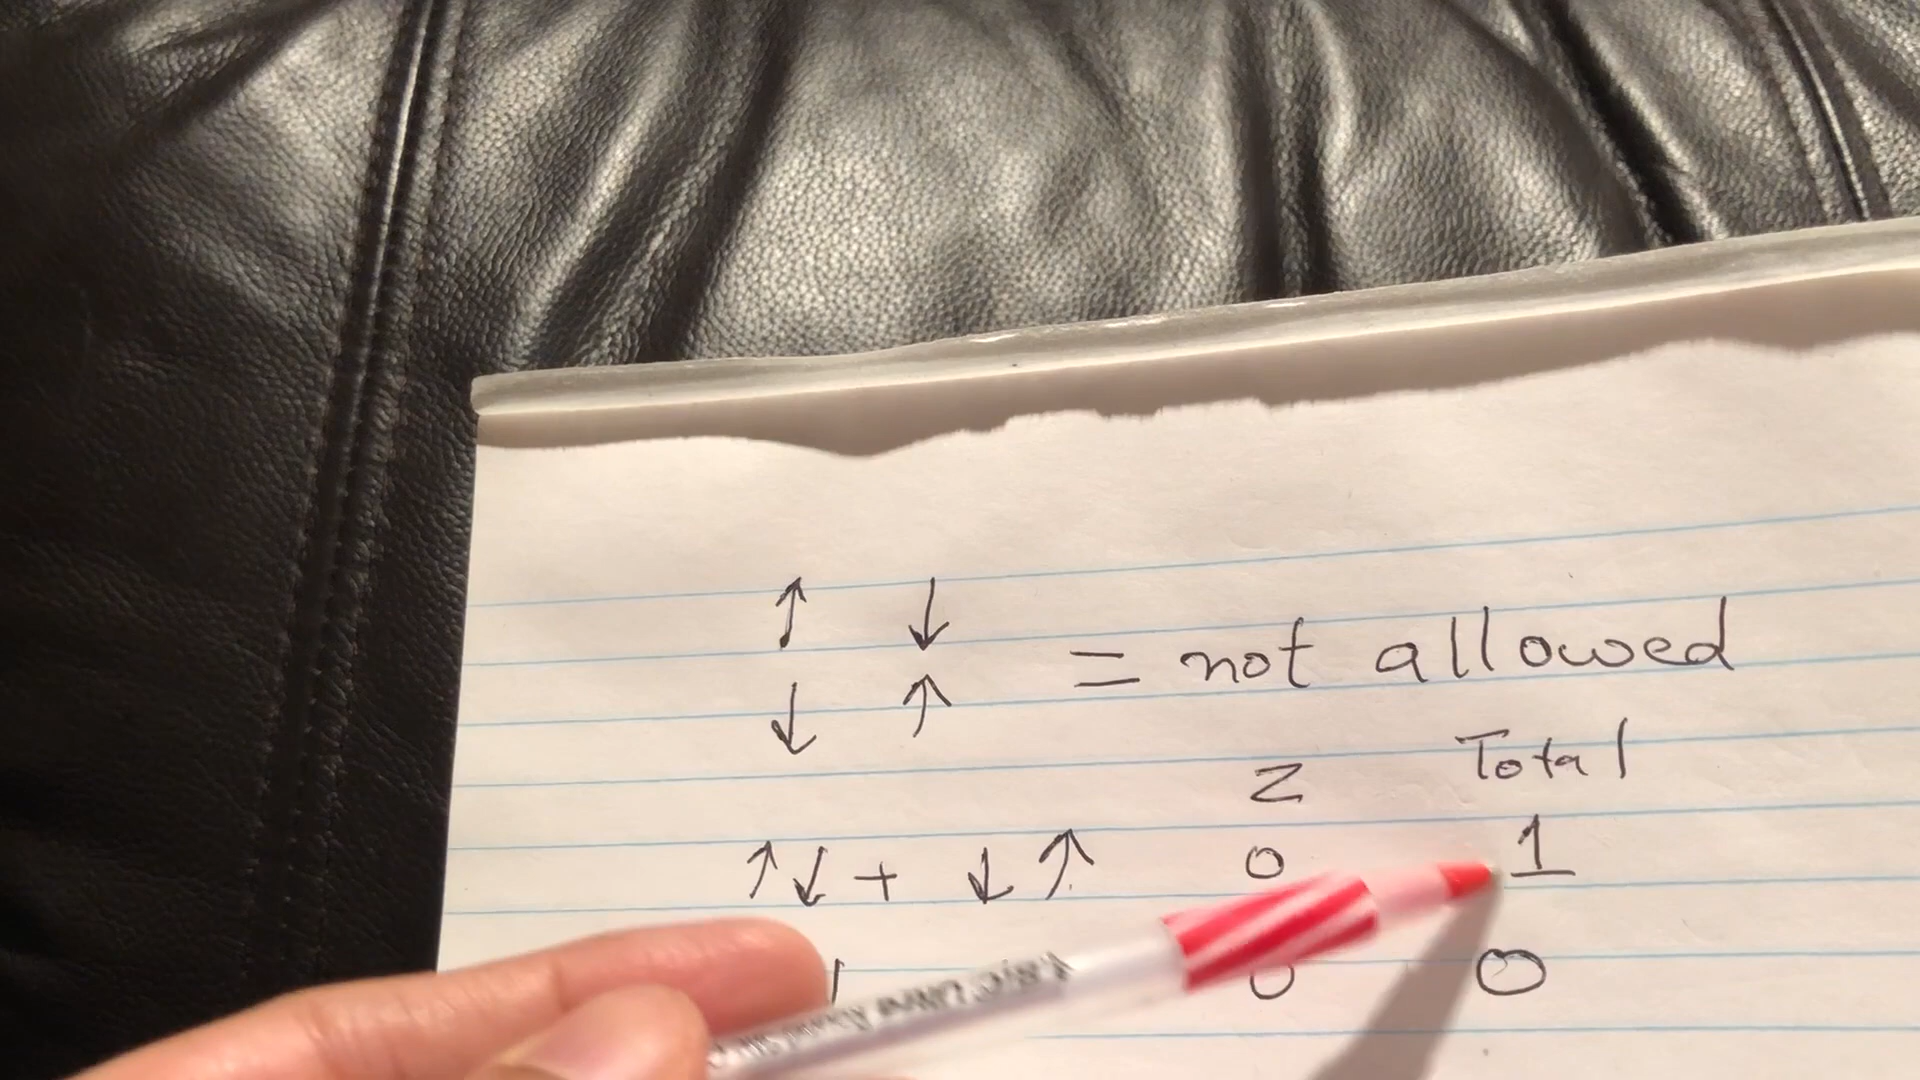 ↑ ↓
↓ ↑ = not allowed
Z Total
↑↓ + ↓↑ 0 1
0 0